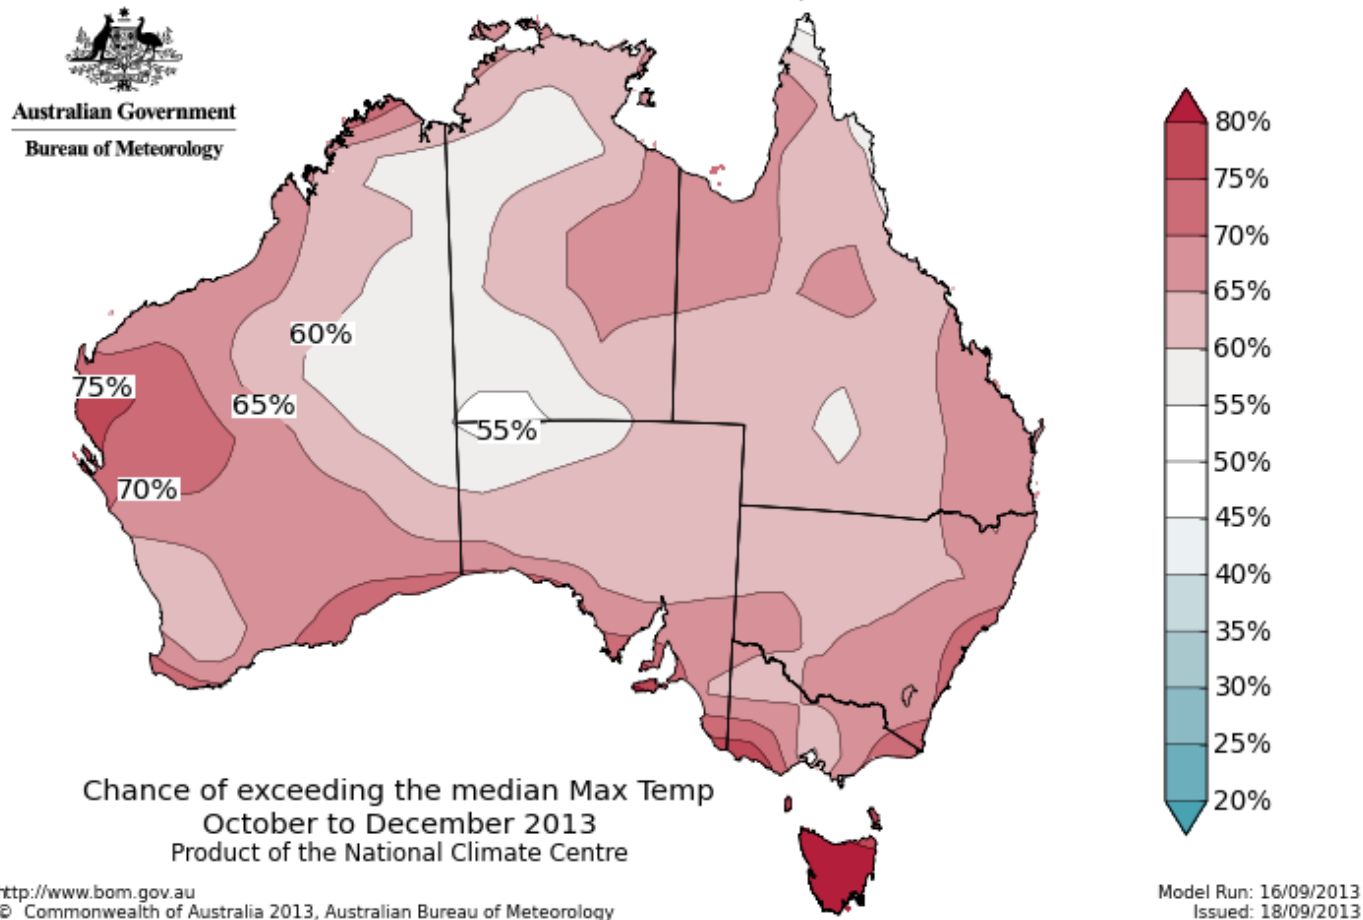 Australian Government
Bureau of Meteorology
80%
75%
70%
65%
60%
55%
50%
45%
40%
35%
30%
25%
20%
60%
75%
65%
55%
70%
Chance of exceeding the median Max Temp
October to December 2013
Product of the National Climate Centre
http://www.bom.gov.au
© Commonwealth of Australia 2013, Australian Bureau of Meteorology
Model Run: 16/09/2013
Issued: 18/09/2013